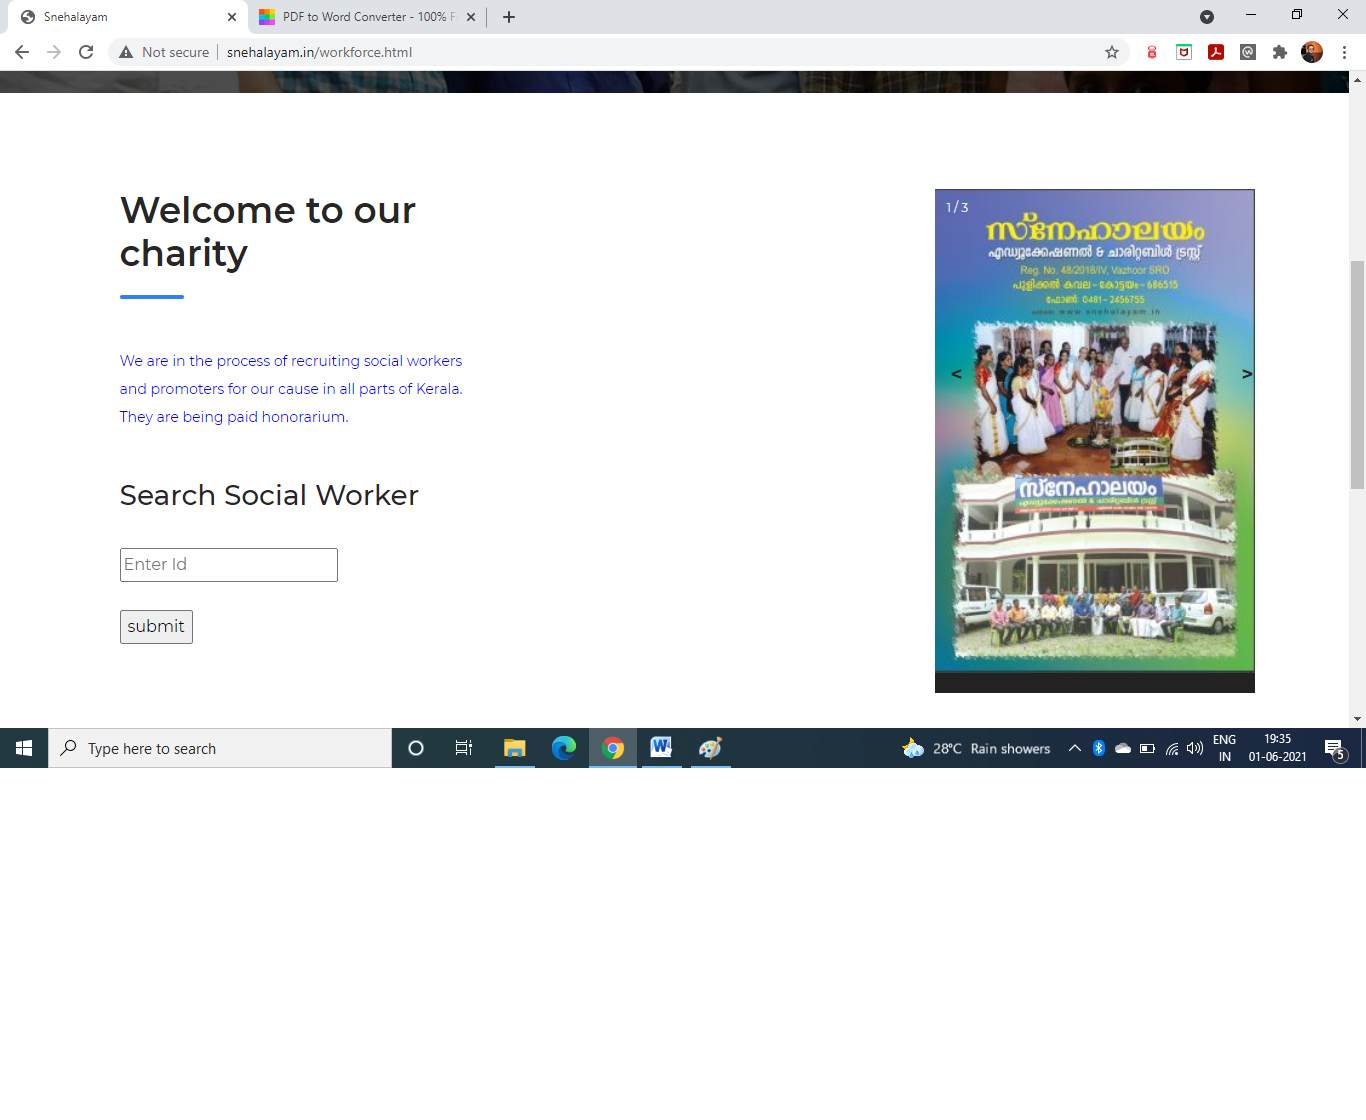 Snehalayam
PDF to Word Converter - 100% F
Not secure
snehalayam.in/workforce.html
Welcome to our
charity
We are in the process of recruiting social workers
and promoters for our cause in all parts of Kerala.
They are being paid honorarium.
Search Social Worker
Enter Id
submit
1 / 3
സ്നേഹാലയം
എഡ്യൂക്കേഷണൽ & ചാരിറ്റബിൾ ട്രസ്റ്റ്
Reg. No. 48/2018/IV, Vazhoor SRO
പുളിക്കൽ കവല - കോട്ടയം - 686515
ഫോൺ: 0481- 2456755
www.snehalayam.in
<
>
സ്നേഹാലയം
എഡ്യൂക്കേഷണൽ & ചാരിറ്റബിൾ ട്രസ്റ്റ്
Type here to search
28°C Rain showers
ENG
IN
19:35
01-06-2021
5